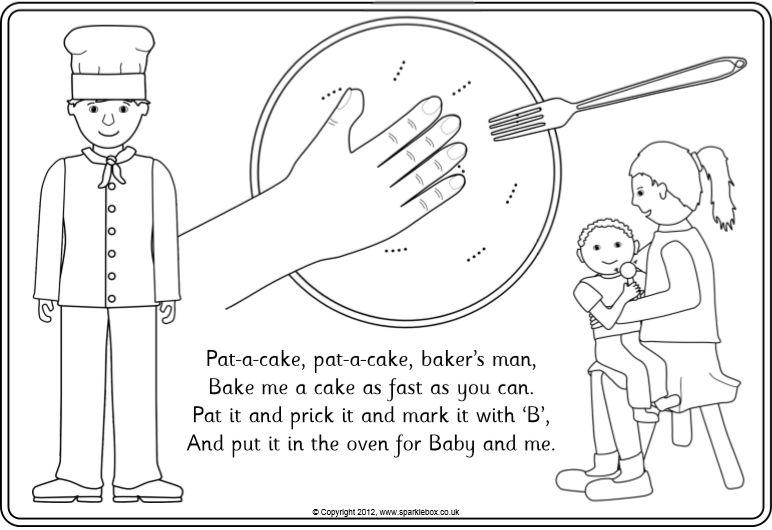 Pat-a-cake, pat-a-cake, baker's man,
Bake me a cake as fast as you can.
Pat it and prick it and mark it with 'B',
And put it in the oven for Baby and me.
© Copyright 2012, www.sparklebox.co.uk